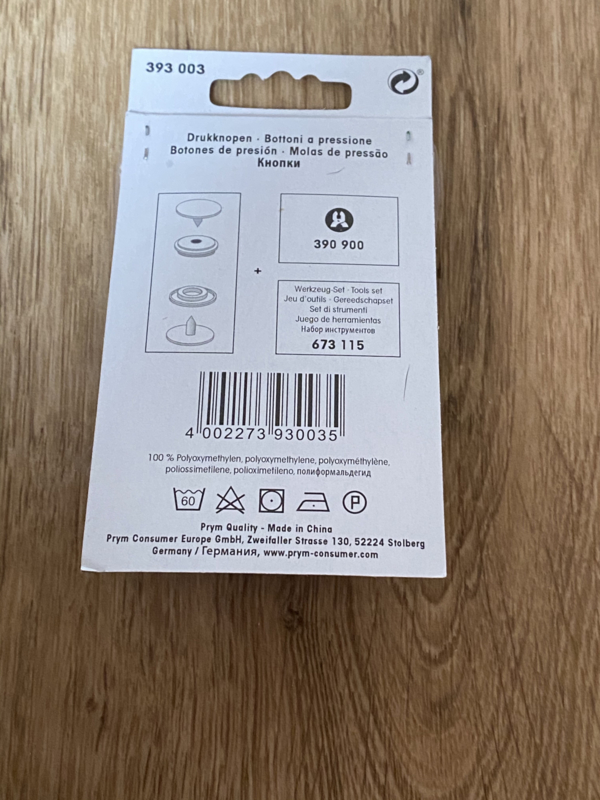 393 003
®
Drukknopen · Bottoni a pressione
Botones de presión · Molas de pressão
Кнопки
390 900
+
Werkzeug-Set · Tools set
Jeu d'outils · Gereedschapset
Set di strumenti
Juego de herramientas
Набор инструментов
673 115
4 002273 930035
100 % Polyoxymethylen, polyoxymethylene, polyoxyméthylène,
poliossimetilene, polioximetileno, полиформальдегид
60
P
Prym Quality - Made in China
Prym Consumer Europe GmbH, Zweifaller Strasse 130, 52224 Stolberg
Germany / Германия, www.prym-consumer.com